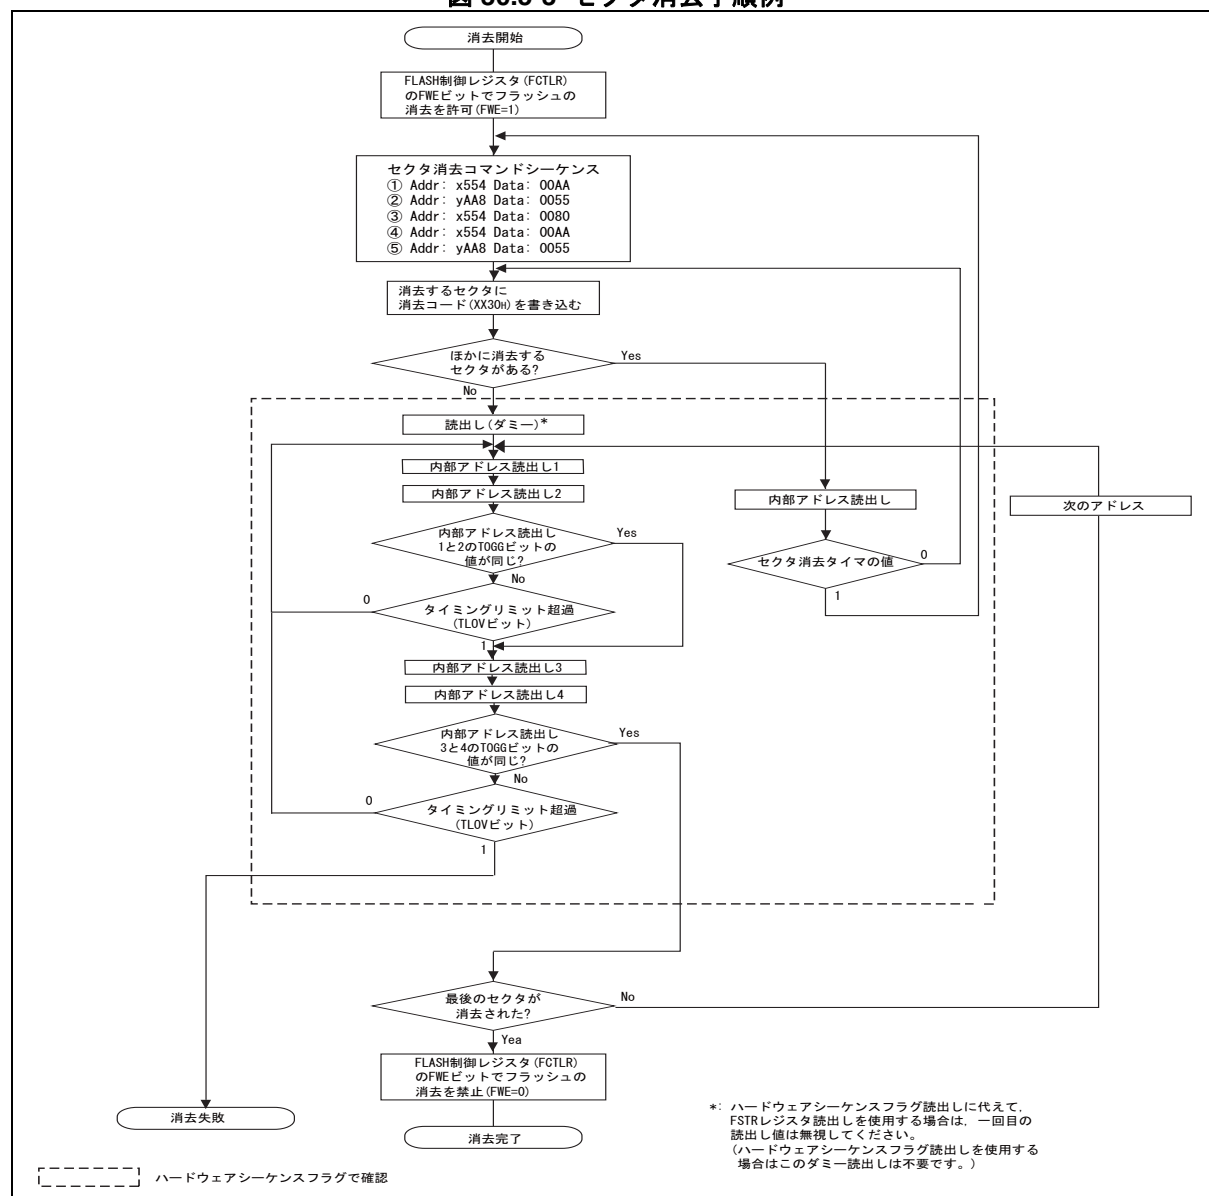 消去開始
FLASH制御レジスタ(FCTLR)
のFWEビットでフラッシュの
消去を許可(FWE=1)
セクタ消去コマンドシーケンス
① Addr: x554 Data: 00AA
② Addr: yAA8 Data: 0055
③ Addr: x554 Data: 0080
④ Addr: x554 Data: 00AA
⑤ Addr: yAA8 Data: 0055
消去するセクタに
消去コード(XX30H)を書き込む
ほかに消去する
セクタがある?
Yes
No
読出し(ダミー)*
内部アドレス読出し1
内部アドレス読出し2
内部アドレス読出し
次のアドレス
内部アドレス読出し
1と2のTOGGビットの
値が同じ?
Yes
No
セクタ消去タイマの値
0
1
タイミングリミット超過
(TLOVビット)
0
1
内部アドレス読出し3
内部アドレス読出し4
内部アドレス読出し
3と4のTOGGビットの
値が同じ?
Yes
No
タイミングリミット超過
(TLOVビット)
0
1
最後のセクタが
消去された?
No
Yea
FLASH制御レジスタ(FCTLR)
のFWEビットでフラッシュの
消去を禁止(FWE=0)
消去失敗
消去完了
*: ハードウェアシーケンスフラグ読出しに代えて,
FSTRレジスタ読出しを使用する場合は, 一回目の
読出し値は無視してください。
(ハードウェアシーケンスフラグ読出しを使用する
場合はこのダミー読出しは不要です。)
ハードウェアシーケンスフラグで確認